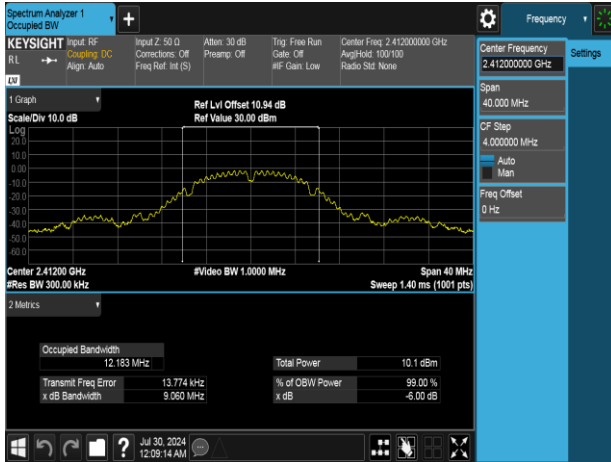 Spectrum Analyzer 1
Occupied BW
Frequency
KEYSIGHT Input: RF Input Z: 50 Ω Atten: 30 dB Trig: Free Run Center Freq: 2.412000000 GHz
RL Coupling: DC Corrections: Off Preamp: Off Gate: Off Avg|Hold: 100/100
Align: Auto Freq Ref: Int (S) #IF Gain: Low Radio Std: None
LXI
Center Frequency
2.412000000 GHz
Settings
Span
40.000 MHz
CF Step
4.000000 MHz
Auto
Man
Freq Offset
0 Hz
1 Graph
Ref Lvl Offset 10.94 dB
Scale/Div 10.0 dB Ref Value 30.00 dBm
Log
20.0
10.0
0.00
-10.0
-20.0
-30.0
-40.0
-50.0
-60.0
Center 2.41200 GHz #Video BW 1.0000 MHz Span 40 MHz
#Res BW 300.00 kHz Sweep 1.40 ms (1001 pts)
2 Metrics
Occupied Bandwidth
12.183 MHz Total Power 10.1 dBm
Transmit Freq Error 13.774 kHz % of OBW Power 99.00 %
x dB Bandwidth 9.060 MHz x dB -6.00 dB
? Jul 30, 2024
12:09:14 AM